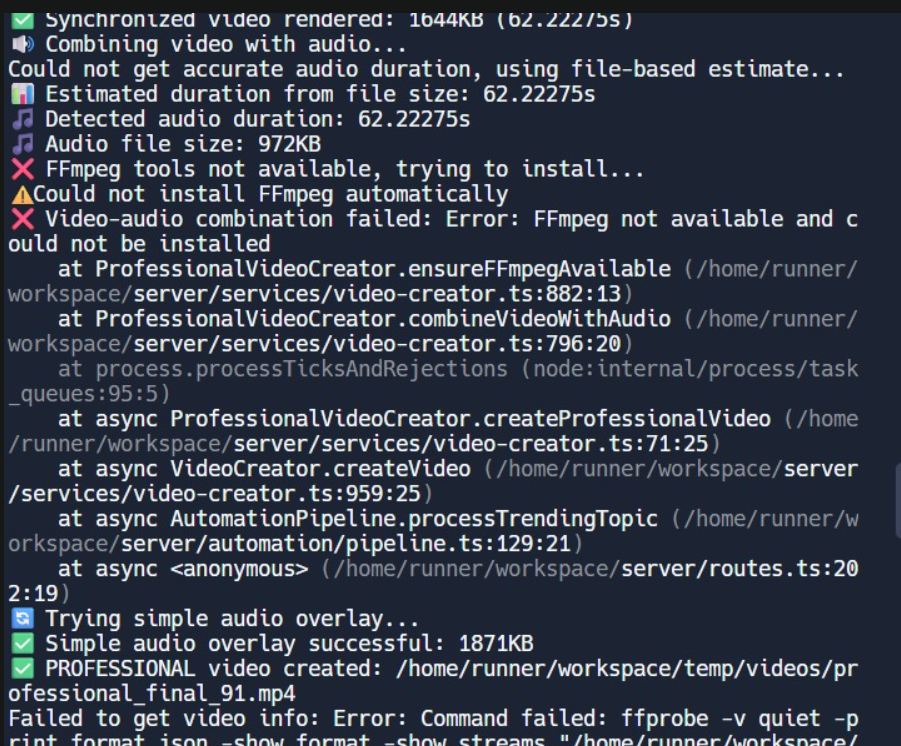 ✅ Synchronized video rendered: 1644KB (62.22275s)
🔊 Combining video with audio...
Could not get accurate audio duration, using file-based estimate...
📊 Estimated duration from file size: 62.22275s
🎵 Detected audio duration: 62.22275s
🎵 Audio file size: 972KB
❌ FFmpeg tools not available, trying to install...
⚠️Could not install FFmpeg automatically
❌ Video-audio combination failed: Error: FFmpeg not available and c
ould not be installed
    at ProfessionalVideoCreator.ensureFFmpegAvailable (/home/runner/
workspace/server/services/video-creator.ts:882:13)
    at ProfessionalVideoCreator.combineVideoWithAudio (/home/runner/
workspace/server/services/video-creator.ts:796:20)
    at process.processTicksAndRejections (node:internal/process/task
_queues:95:5)
    at async ProfessionalVideoCreator.createProfessionalVideo (/home
/runner/workspace/server/services/video-creator.ts:71:25)
    at async VideoCreator.createVideo (/home/runner/workspace/server
/services/video-creator.ts:959:25)
    at async AutomationPipeline.processTrendingTopic (/home/runner/w
orkspace/server/automation/pipeline.ts:129:21)
    at async <anonymous> (/home/runner/workspace/server/routes.ts:20
2:19)
🔄 Trying simple audio overlay...
✅ Simple audio overlay successful: 1871KB
✅ PROFESSIONAL video created: /home/runner/workspace/temp/videos/pr
ofessional_final_91.mp4
Failed to get video info: Error: Command failed: ffprobe -v quiet -p
rint_format json -show_format -show_streams "/home/runner/workspace/